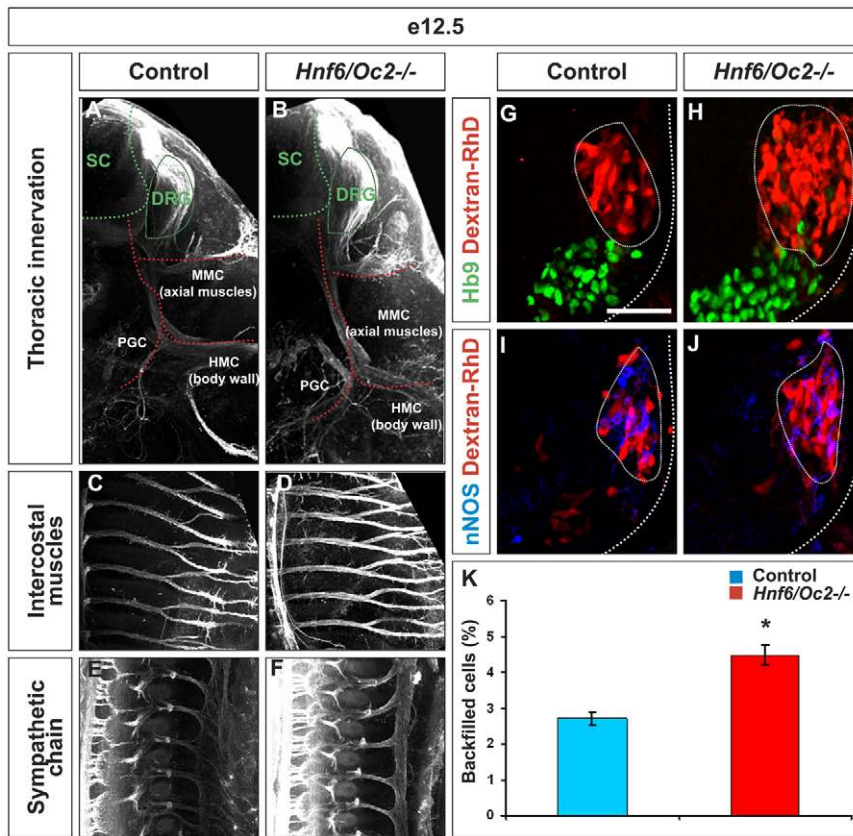 e12.5
Control
Hnf6/Oc2-/-
Thoracic innervation
A
SC
DRG
MMC
(axial muscles)
PGC
HMC
(body wall)
B
SC
DRG
MMC
(axial muscles)
PGC
HMC
(body wall)
Intercostal
muscles
C
D
Sympathetic
chain
E
F
Control
Hnf6/Oc2-/-
Hb9 Dextran-RhD
G
H
nNOS Dextran-RhD
I
J
K
Control
Hnf6/Oc2-/-
Backfilled cells (%)
6
5
4
3
2
1
0
*